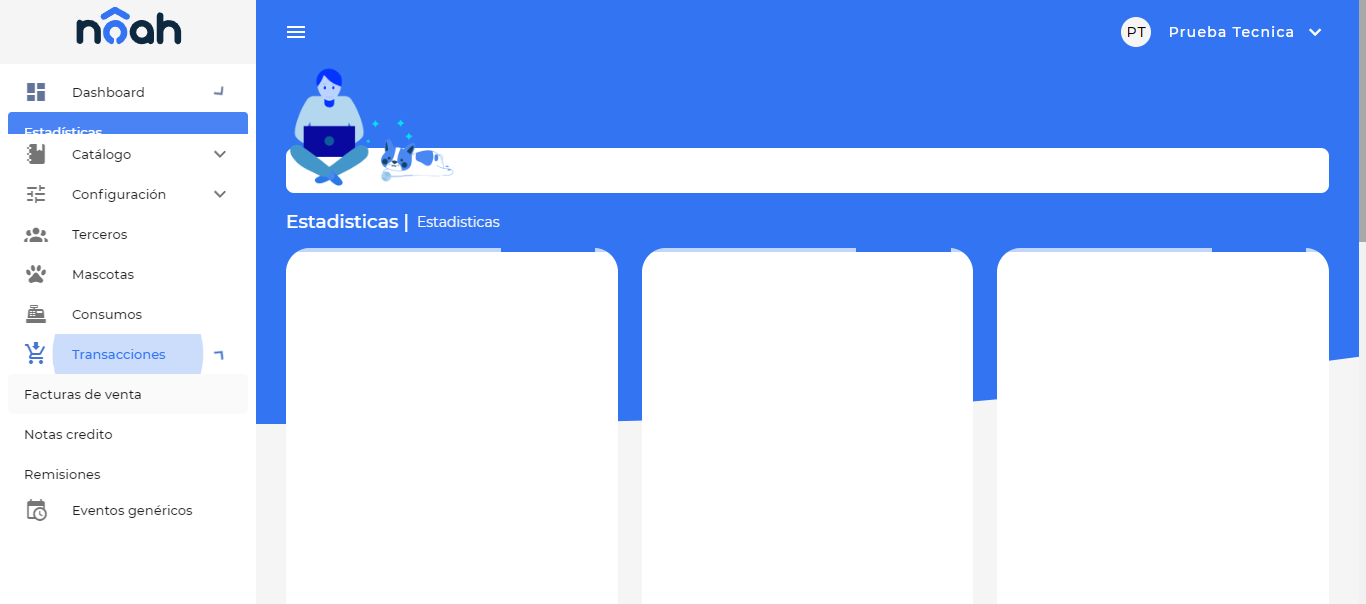 nôah
PT
Prueba Tecnica
Dashboard
Estadísticas
Catálogo
Configuración
Terceros
Mascotas
Consumos
Transacciones
Facturas de venta
Notas credito
Remisiones
Eventos genéricos
Estadisticas | Estadisticas